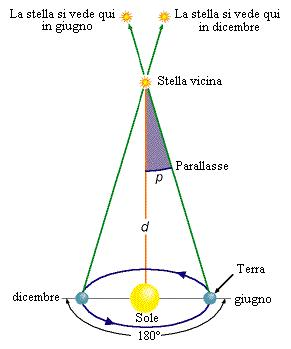 La stella si vede qui
in giugno
La stella si vede qui
in dicembre
Stella vicina
Parallasse
p
d
Terra
dicembre
giugno
Sole
180°